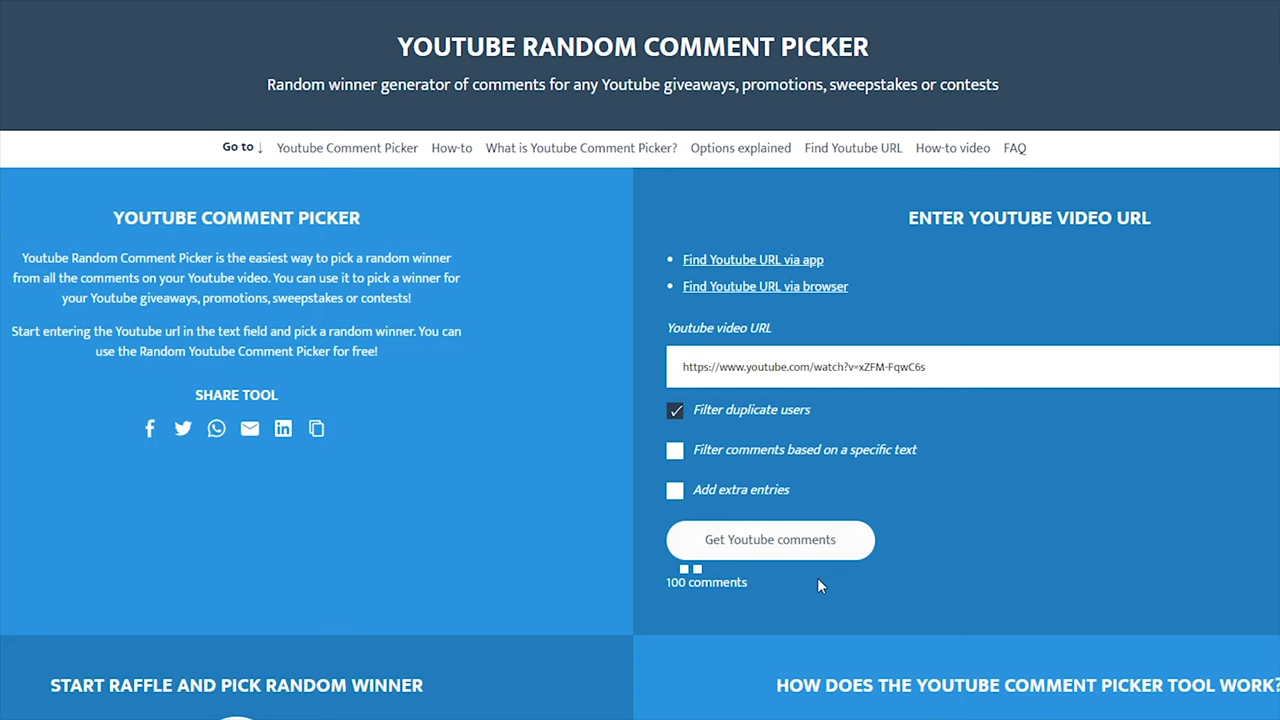 YOUTUBE RANDOM COMMENT PICKER
Random winner generator of comments for any Youtube giveaways, promotions, sweepstakes or contests
Go to ↓ Youtube Comment Picker How-to What is Youtube Comment Picker? Options explained Find Youtube URL How-to video FAQ
YOUTUBE COMMENT PICKER
Youtube Random Comment Picker is the easiest way to pick a random winner
from all the comments on your Youtube video. You can use it to pick a winner for
your Youtube giveaways, promotions, sweepstakes or contests!
Start entering the Youtube url in the text field and pick a random winner. You can
use the Random Youtube Comment Picker for free!
SHARE TOOL
ENTER YOUTUBE VIDEO URL
Find Youtube URL via app
Find Youtube URL via browser
Youtube video URL
https://www.youtube.com/watch?v=xZFM-FqwC6s
Filter duplicate users
Filter comments based on a specific text
Add extra entries
Get Youtube comments
100 comments
START RAFFLE AND PICK RANDOM WINNER
HOW DOES THE YOUTUBE COMMENT PICKER TOOL WORK?